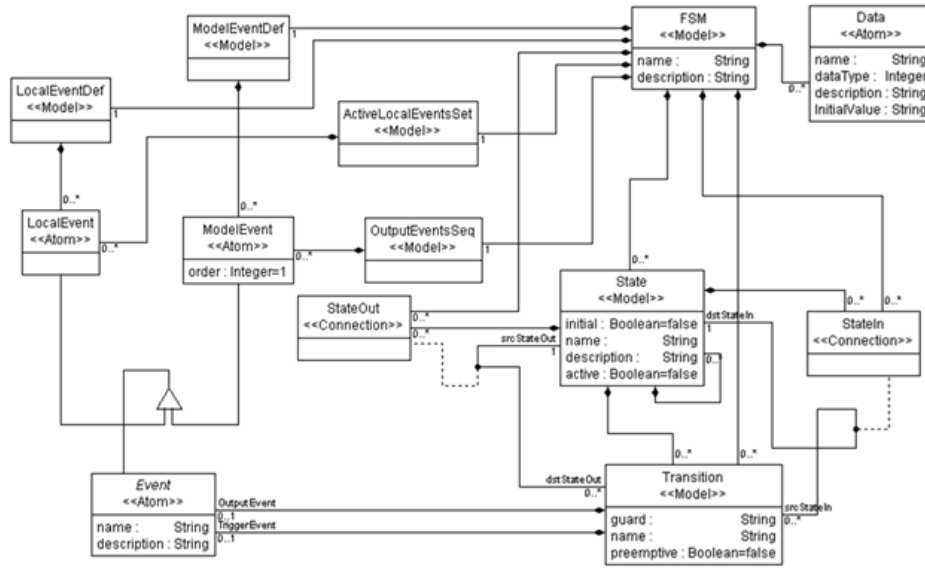 ModelEventDef
<<Model>>
1
FSM
<<Model>>
name : String
description : String
Data
<<Atom>>
name : String
dataType : Integer
description : String
InitialValue : String
0..*
LocalEventDef
<<Model>>
1
ActiveLocalEventsSet
<<Model>>
1
0..*
0..*
LocalEvent
<<Atom>>
0..*
ModelEvent
<<Atom>>
order : Integer=1
0..*
OutputEventsSeq
<<Model>>
1
0..*
0..*
0..*
State
<<Model>>
initial : Boolean=false
name : String
description : String
active : Boolean=false
dstStateIn
1
0..*
StateOut
<<Connection>>
0..*
0..*
srcStateOut
1
StateIn
<<Connection>>
Event
<<Atom>>
name : String
description : String
OutputEvent
0..1
TriggerEvent
0..1
dstStateOut
0..*
0..*
0..*
Transition
<<Model>>
guard : String
name : String
preemptive : Boolean=false
srcStateIn
0..*